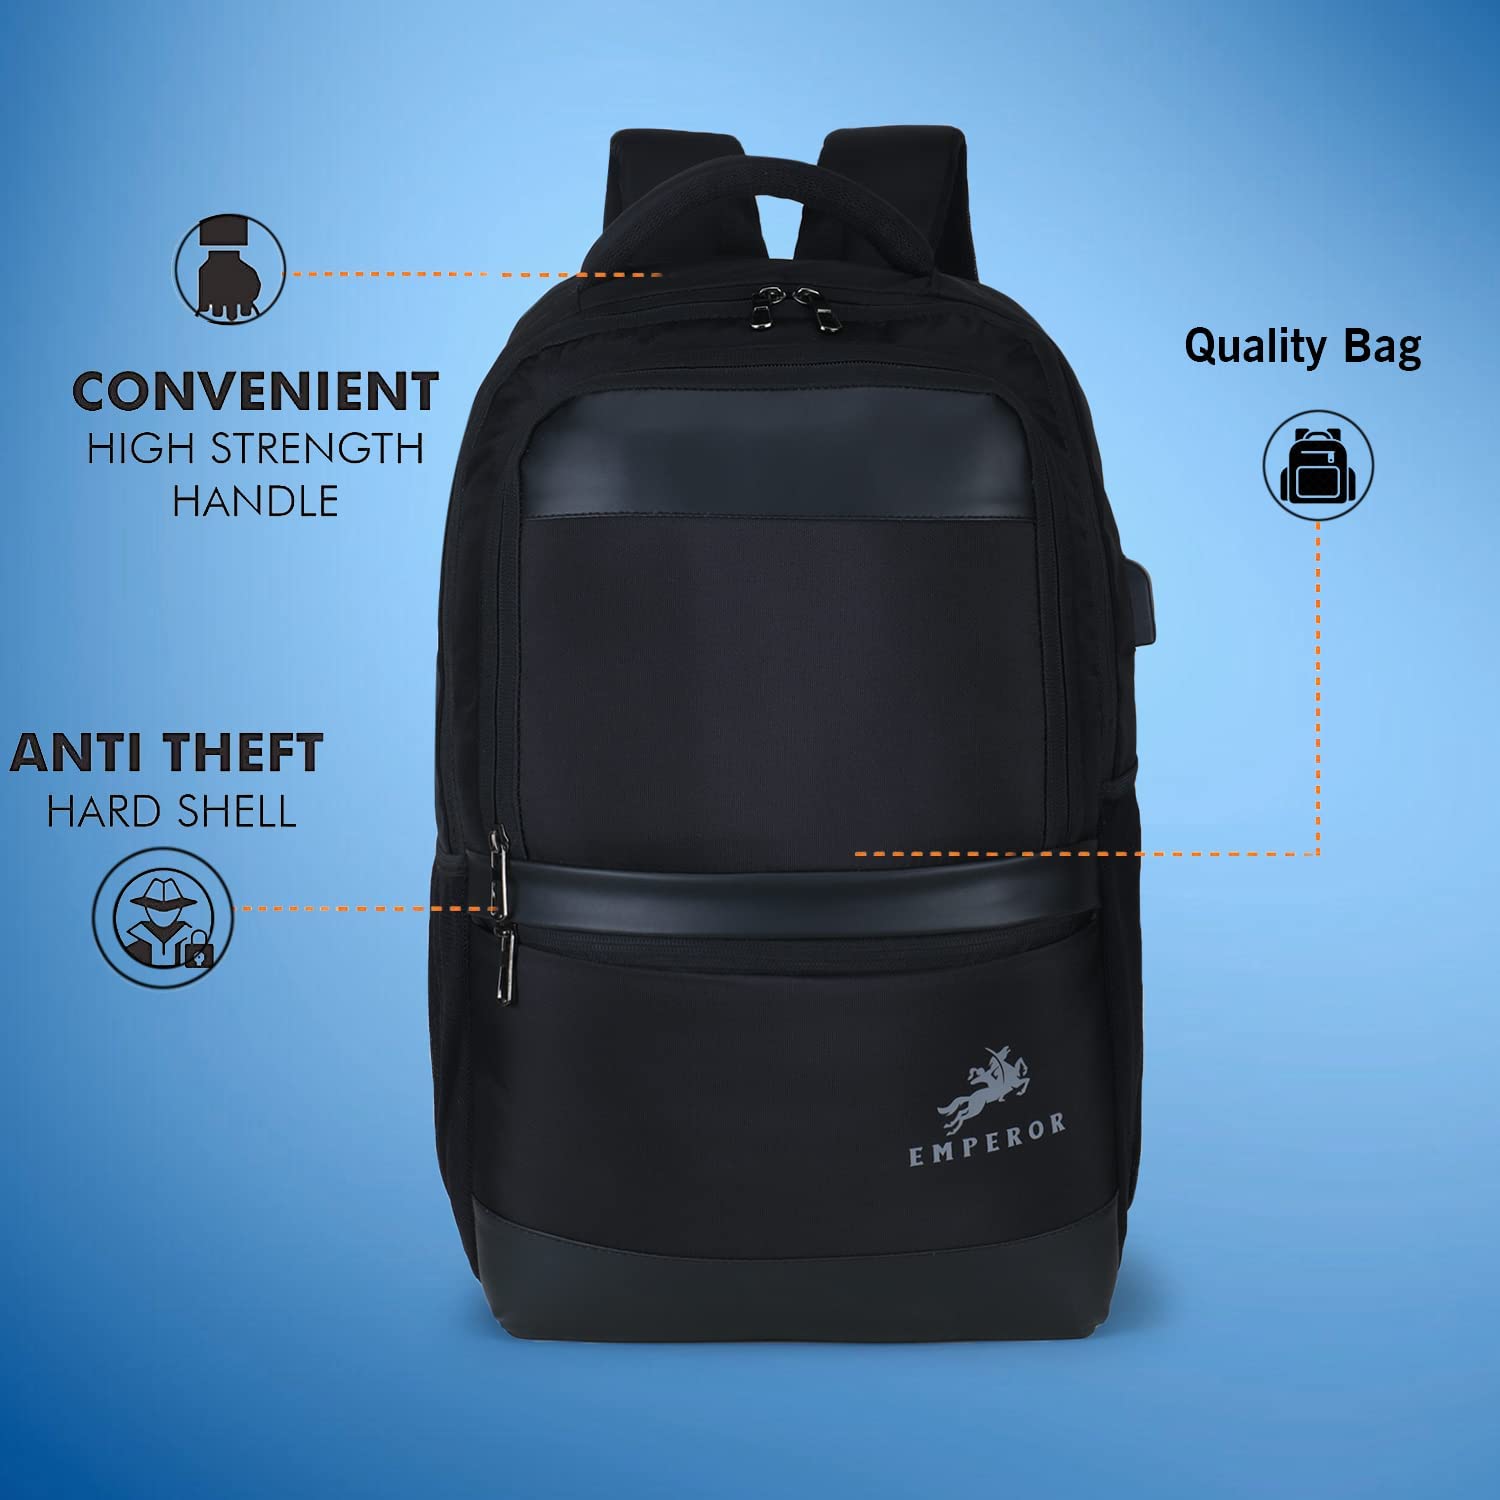 CONVENIENT
HIGH STRENGTH
HANDLE
Quality Bag
ANTI THEFT
HARD SHELL
EMPEROR